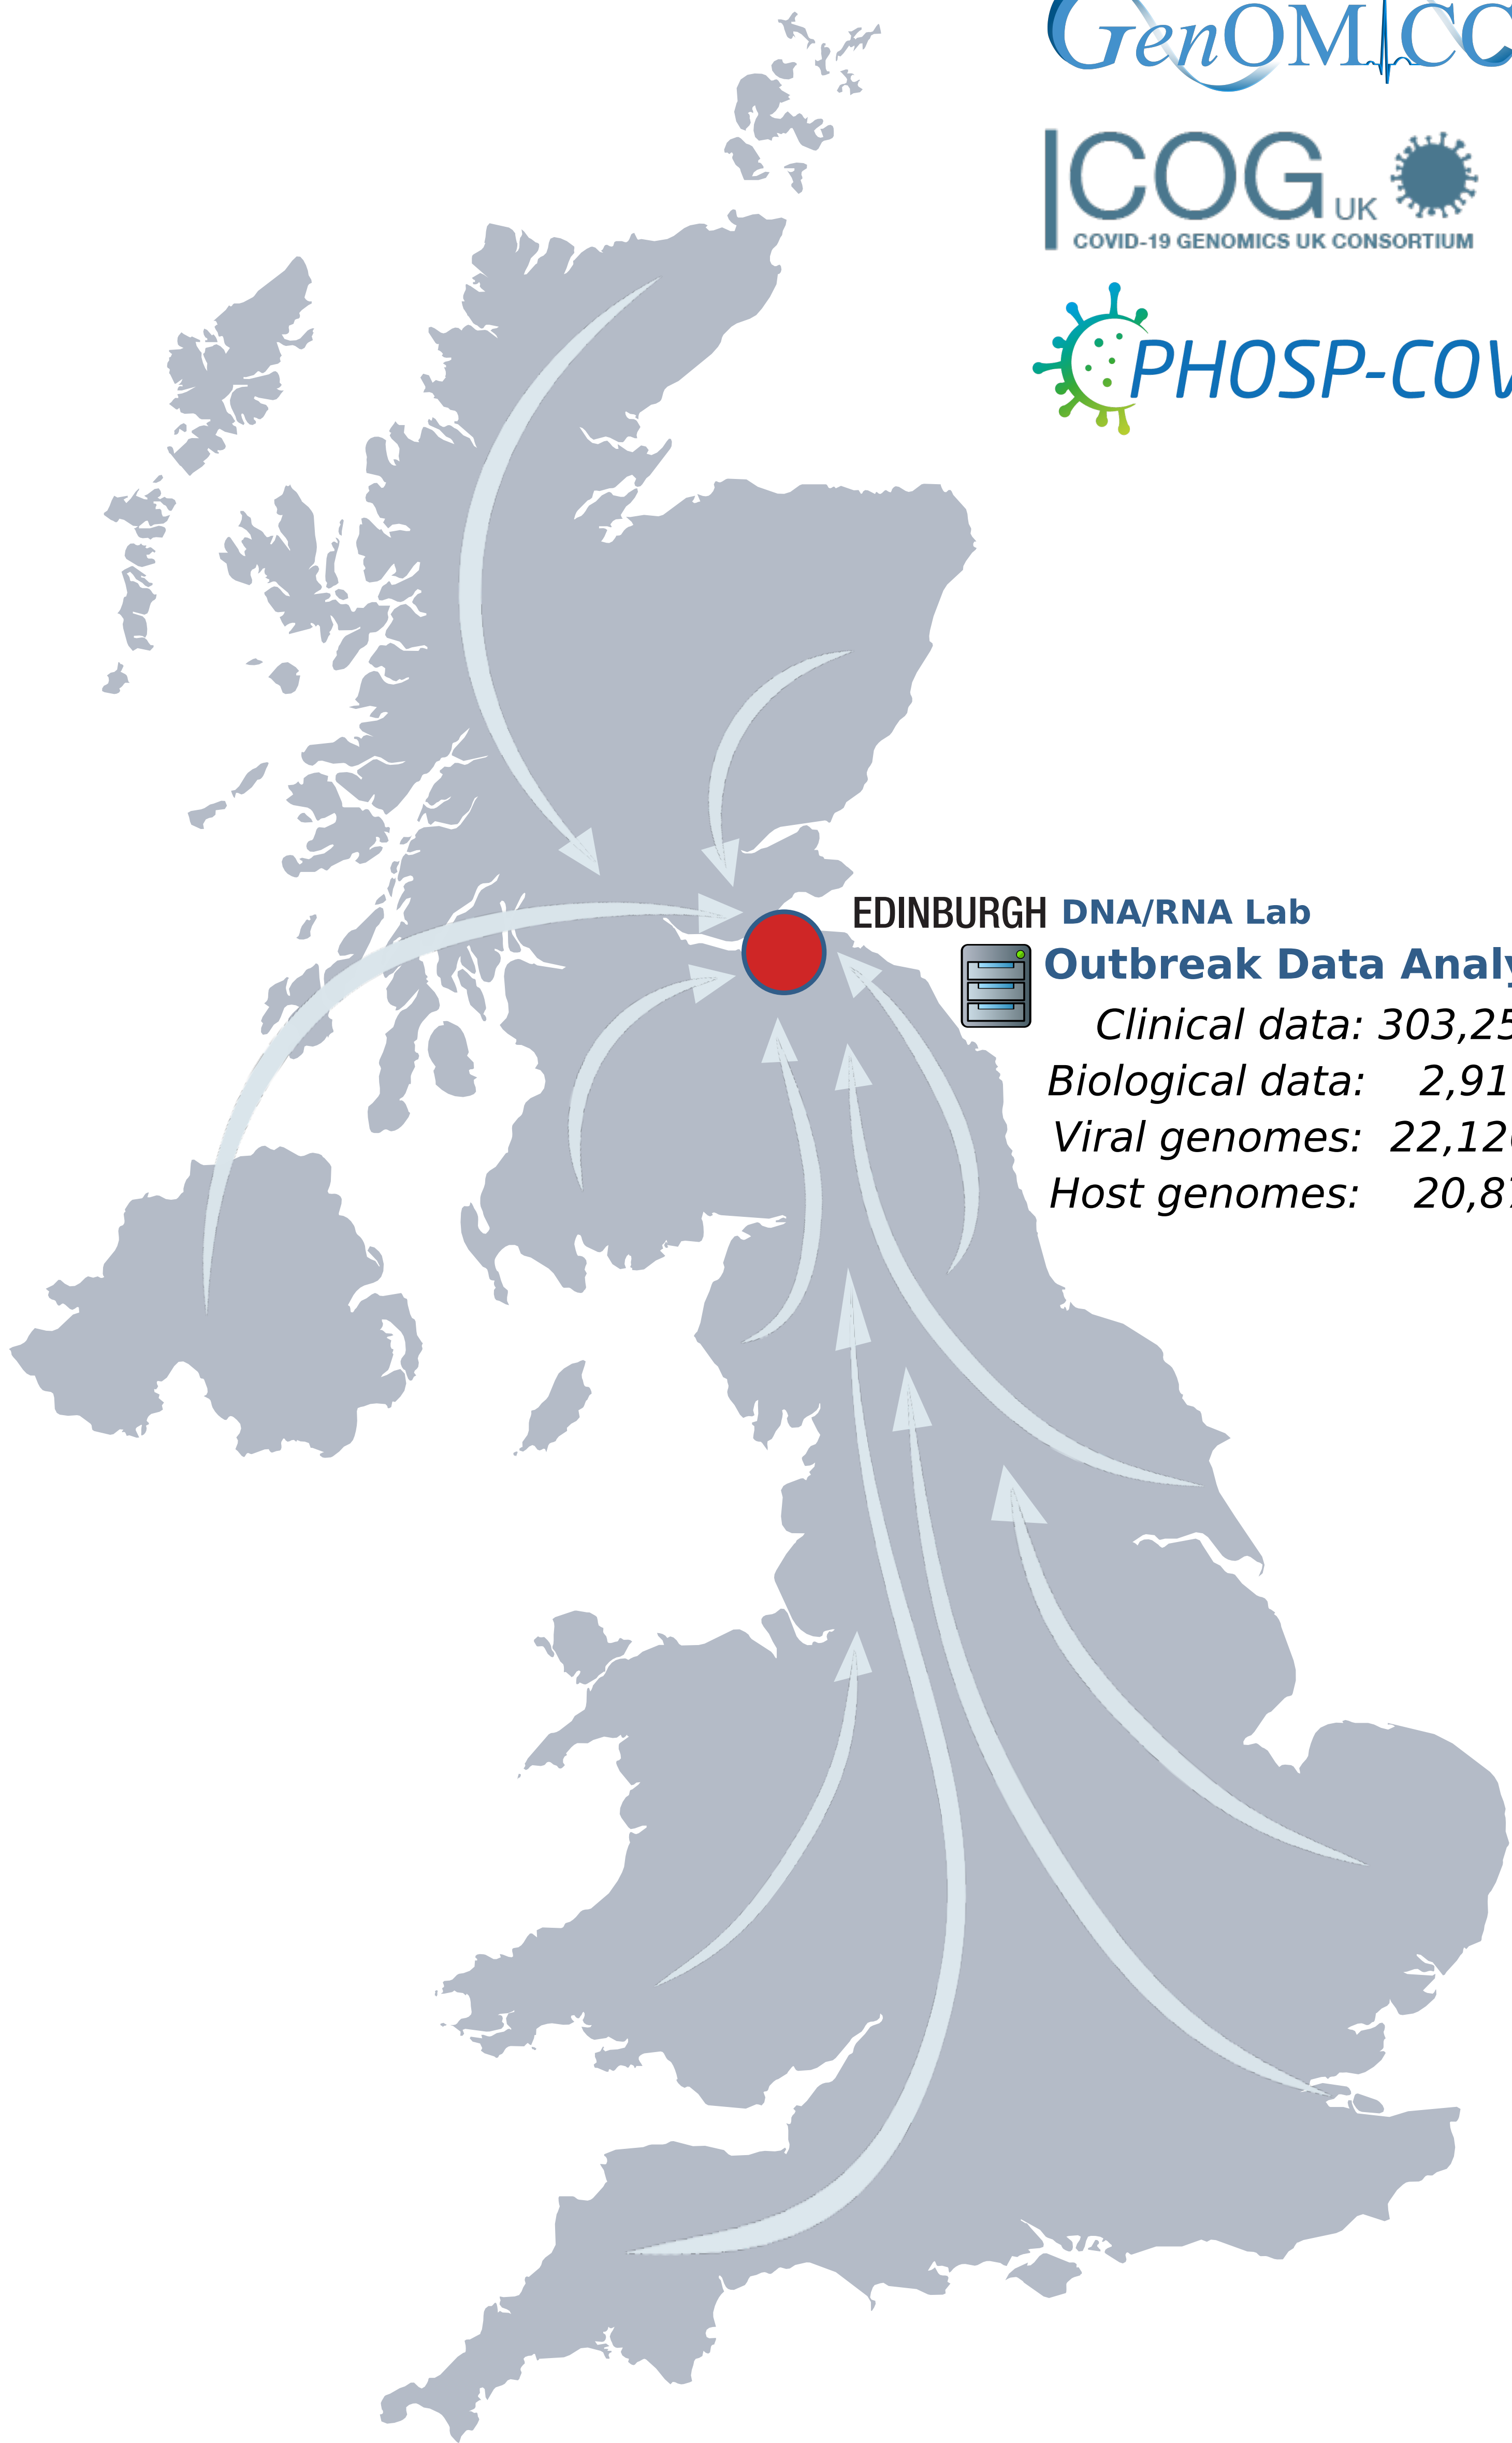 GenOMICC
COG UK
COVID-19 GENOMICS UK CONSORTIUM
PHOSP-COV
EDINBURGH DNA/RNA Lab
Outbreak Data Analy
Clinical data: 303,25
Biological data: 2,91
Viral genomes: 22,12
Host genomes: 20,8